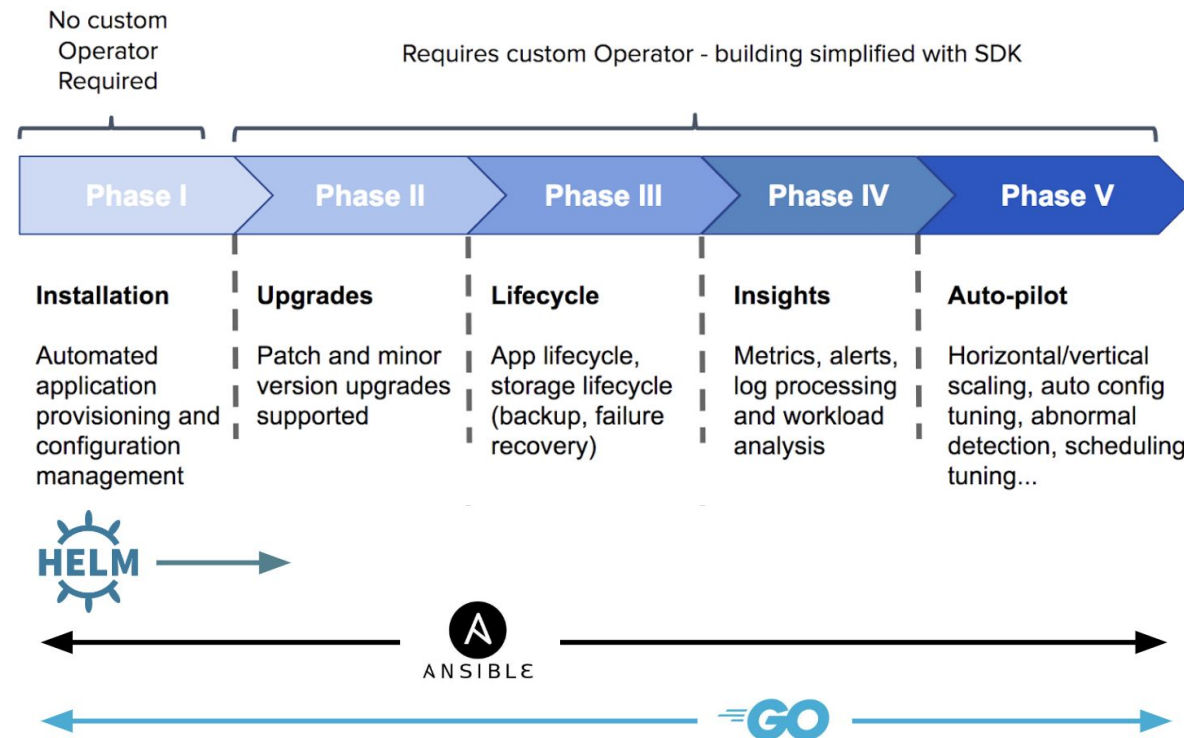 No custom
Operator
Required
Requires custom Operator - building simplified with SDK
Phase I
Phase II
Phase III
Phase IV
Phase V
Installation
Automated
application
provisioning and
configuration
management
Upgrades
Patch and minor
version upgrades
supported
Lifecycle
App lifecycle,
storage lifecycle
(backup, failure
recovery)
Insights
Metrics, alerts,
log processing
and workload
analysis
Auto-pilot
Horizontal/vertical
scaling, auto config
tuning, abnormal
detection, scheduling
tuning...
HELM
ANSIBLE
GO